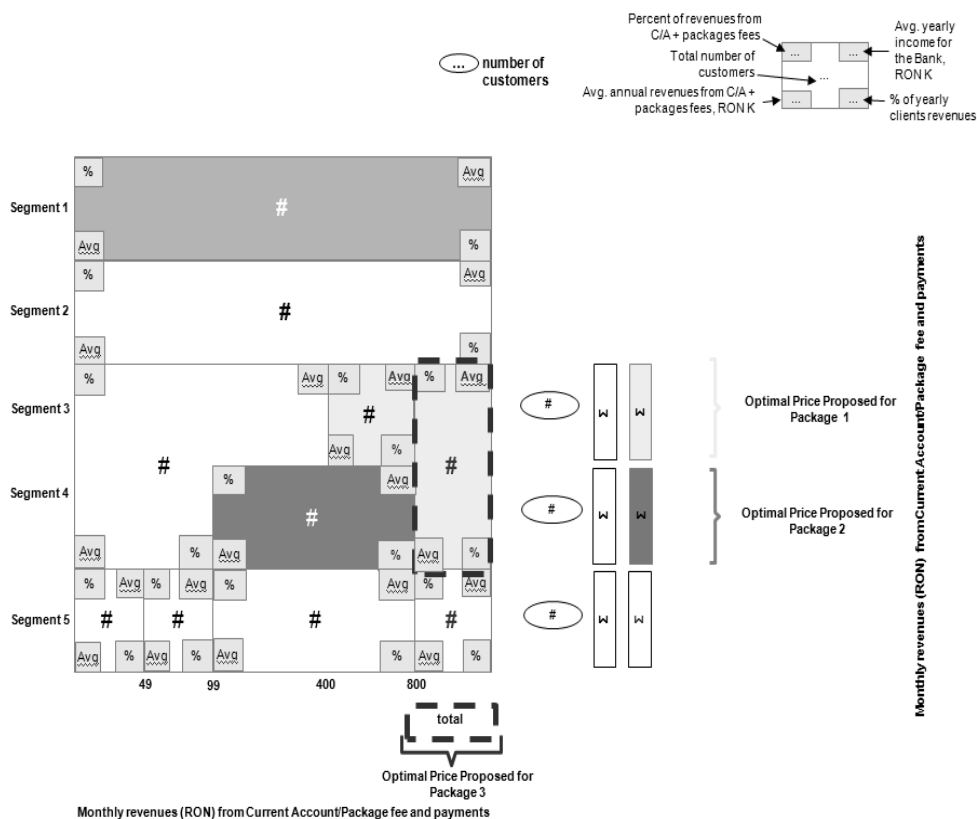 Percent of revenues from
C/A + packages fees
Avg. yearly
income for
the Bank,
RON K
... number of
customers
Total number of
customers
Avg. annual revenues from C/A +
packages fees, RON K
% of yearly
clients revenues
... ...
...
... ...
% Avg
Segment 1
#
Avg %
% Avg
Segment 2
#
Avg %
% Avg % Avg % Avg
Segment 3
#
Avg %
#
% Avg
#
Segment 4
#
Avg % Avg % Avg %
% Avg % Avg % Avg % Avg
Segment 5
# # # #
Avg % Avg % Avg % Avg %
49 99 400 800
# Σ Σ
Optimal Price Proposed for
Package 1
# Σ Σ
Optimal Price Proposed for
Package 2
# Σ Σ
total
Optimal Price Proposed for
Package 3
Monthly revenues (RON) from Current Account/Package fee and payments
Monthly revenues (RON) from Current Account/Package fee and payments